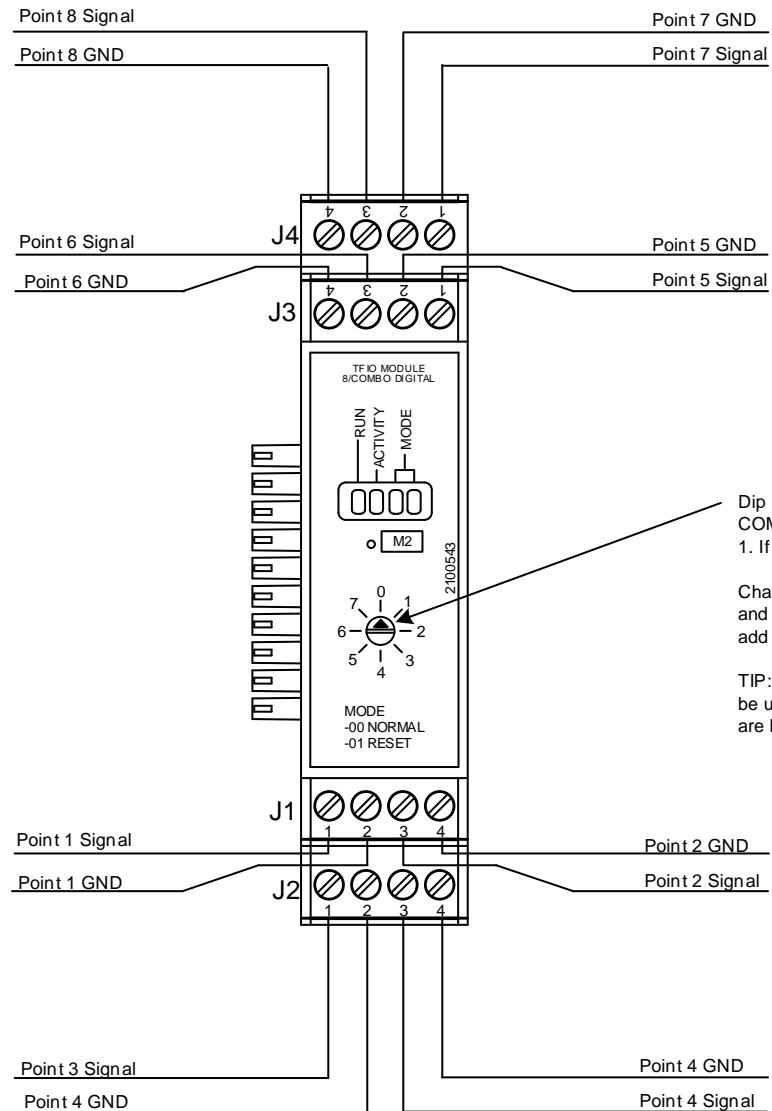 Point 8 Signal
Point 7 GND
Point 8 GND
Point 7 Signal
4 3 2 1
J4
Point 6 Signal
Point 5 GND
Point 6 GND
Point 5 Signal
4 3 2 1
J3
TFIO MODULE
8/COMBO DIGITAL
RUN
ACTIVITY
MODE
M2
2100543
0
1
2
3
4
5
6
7
Dip
COM
1. If
Cha
and
add
TIP:
be u
are
MODE
-00 NORMAL
-01 RESET
J1
1 2 3 4
Point 1 Signal
Point 2 GND
Point 1 GND
Point 2 Signal
J2
1 2 3 4
Point 3 Signal
Point 4 GND
Point 4 GND
Point 4 Signal